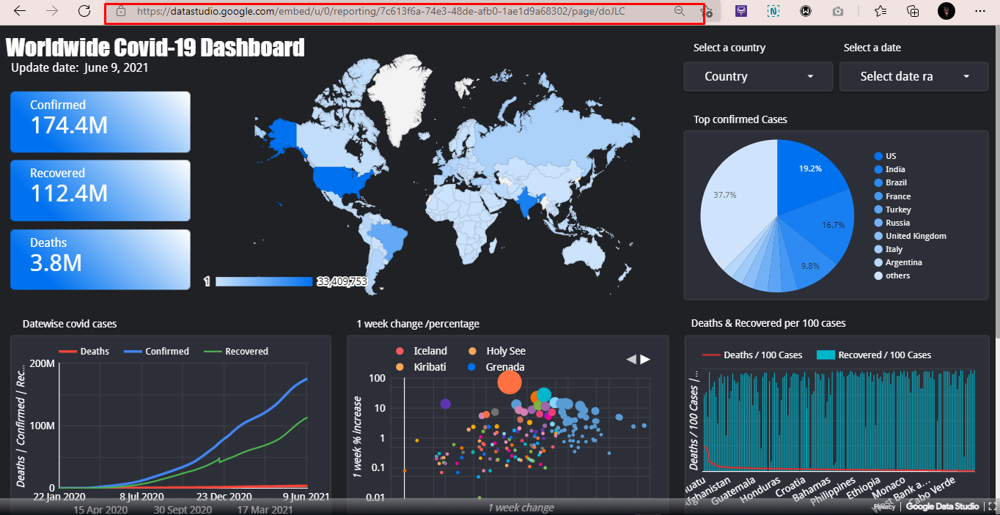 https://datastudio.google.com/embed/u/0/reporting/7c613f6a-74e3-48de-afb0-1ae1d9a68302/page/doJLC
Worldwide Covid-19 Dashboard
Update date: June 9, 2021
Select a country
Select a date
Country
Select date ra
Confirmed
174.4M
Recovered
112.4M
Deaths
3.8M
1
33,409,753
Top confirmed Cases
19.2%
16.7%
9.8%
37.7%
US
India
Brazil
France
Turkey
Russia
United Kingdom
Italy
Argentina
others
Datewise covid cases
Deaths
Confirmed
Recovered
Deaths | Confirmed | Rec...
200M
100M
0
22 Jan 2020
8 Jul 2020
23 Dec 2020
9 Jun 2021
15 Apr 2020
30 Sept 2020
17 Mar 2021
1 week change /percentage
Iceland
Holy See
Kiribati
Grenada
1 week % increase
100
10
1
0.1
0.01
1 week change
Deaths & Recovered per 100 cases
Deaths / 100 Cases
Recovered / 100 Cases
Deaths / 100 Cases |...
nuatu
Afghanistan
Guatemala
Honduras
Croatia
Bahamas
Philippines
Ethiopia
Monaco
West Bank a...
Cabo Verde
Privacy
Google Data Studio